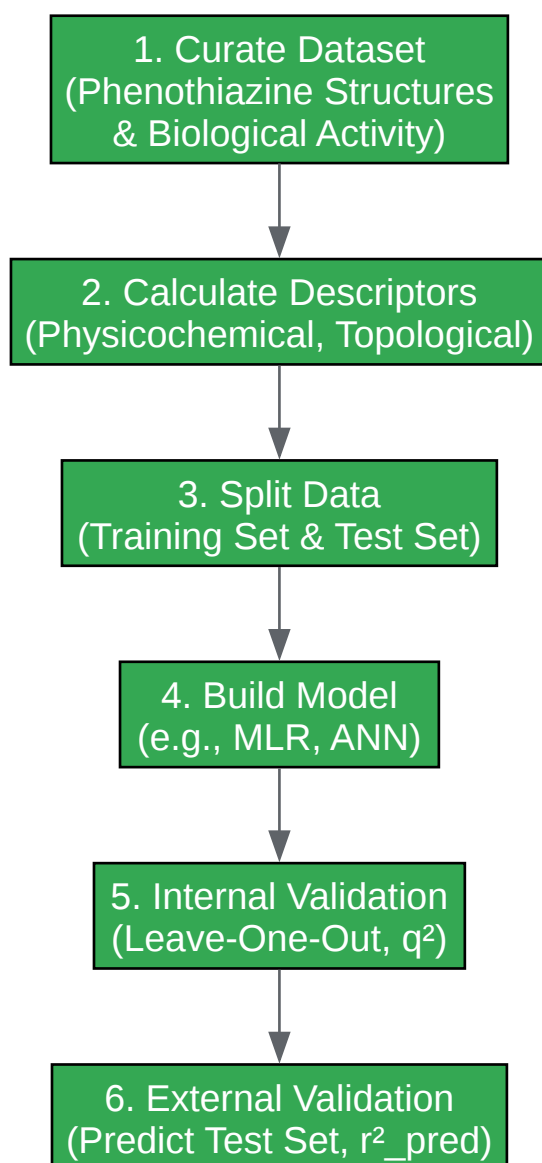 1. Curate Dataset
(Phenothiazine Structures
& Biological Activity)
2. Calculate Descriptors
(Physicochemical, Topological)
3. Split Data
(Training Set & Test Set)
4. Build Model
(e.g., MLR, ANN)
5. Internal Validation
(Leave-One-Out, q²)
6. External Validation
(Predict Test Set, r²_pred)